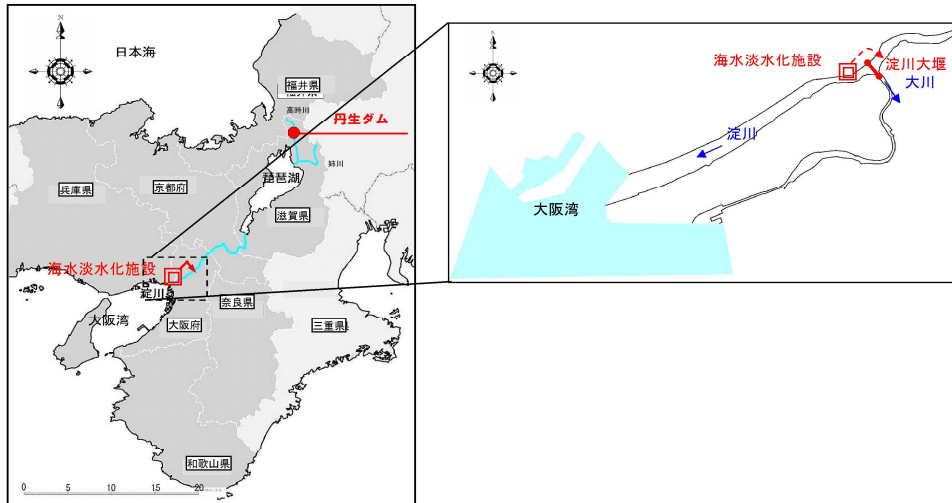 N
日本海
福井県
高時川
丹生ダム
姉川
兵庫県
京都府
琵琶湖
滋賀県
海水淡水化施設
淀川
奈良県
大阪湾
大阪府
三重県
和歌山県
0 5 10 15 20
N
海水淡水化施設
淀川大堰
大川
淀川
大阪湾